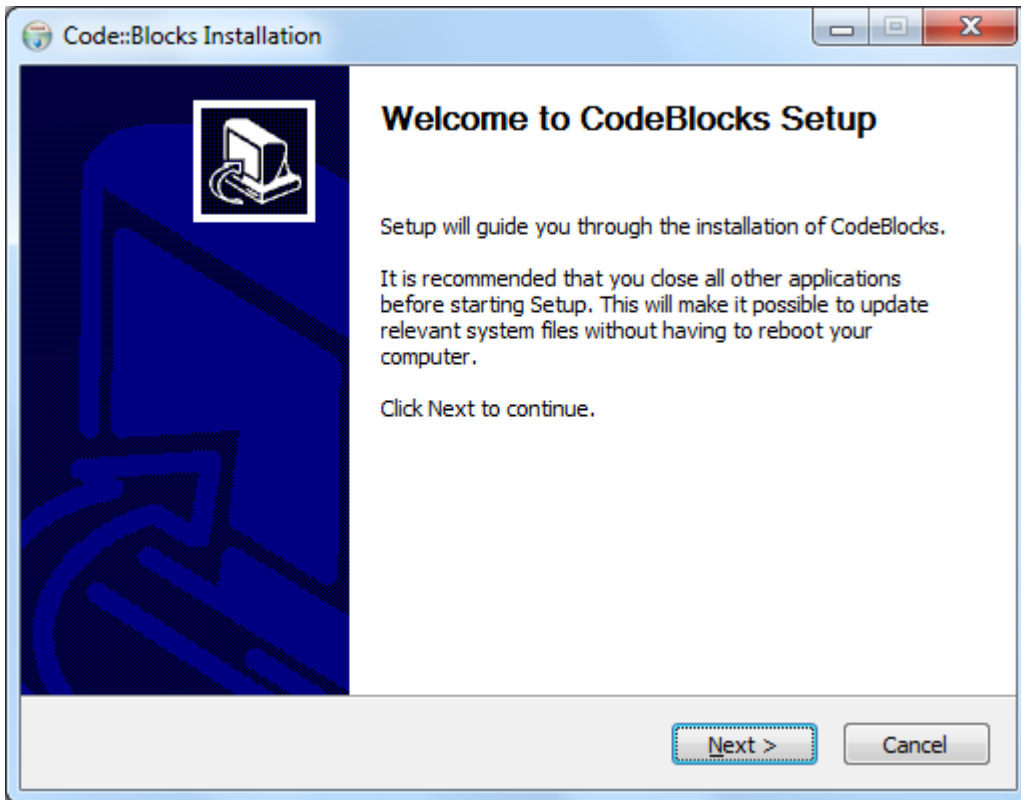 Code::Blocks Installation
Welcome to CodeBlocks Setup
Setup will guide you through the installation of CodeBlocks.
It is recommended that you close all other applications
before starting Setup. This will make it possible to update
relevant system files without having to reboot your
computer.
Click Next to continue.
Next >
Cancel